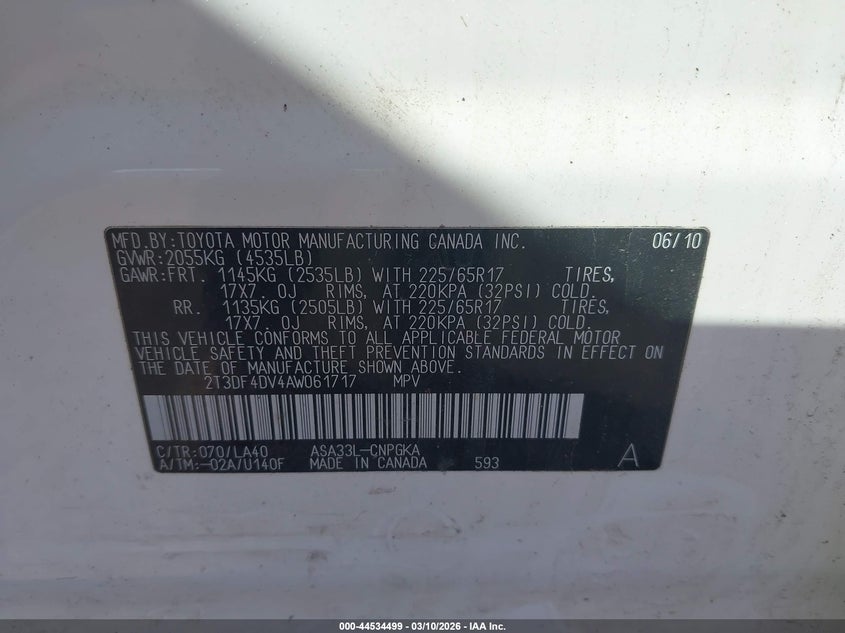 MFD.BY:TOYOTA MOTOR MANUFACTURING CANADA INC. 06/10
GVWR:2055KG (4535LB)
GAWR:FRT. 1145KG (2535LB) WITH 225/65R17 TIRES,
17X7.0J RIMS, AT 220KPA (32PSI) COLD.
RR. 1135KG (2505LB) WITH 225/65R17 TIRES,
17X7.0J RIMS, AT 220KPA (32PSI) COLD.
THIS VEHICLE CONFORMS TO ALL APPLICABLE FEDERAL MOTOR
VEHICLE SAFETY AND THEFT PREVENTION STANDARDS IN EFFECT ON
THE DATE OF MANUFACTURE SHOWN ABOVE.
2T3DF4DV4AW061717 MPV
C/TR:070/LA40 ASA33L-CNPGKA
A/TM:-02A/U140F MADE IN CANADA 593 A
000-44534499 — 03/10/2026 — IAA Inc.